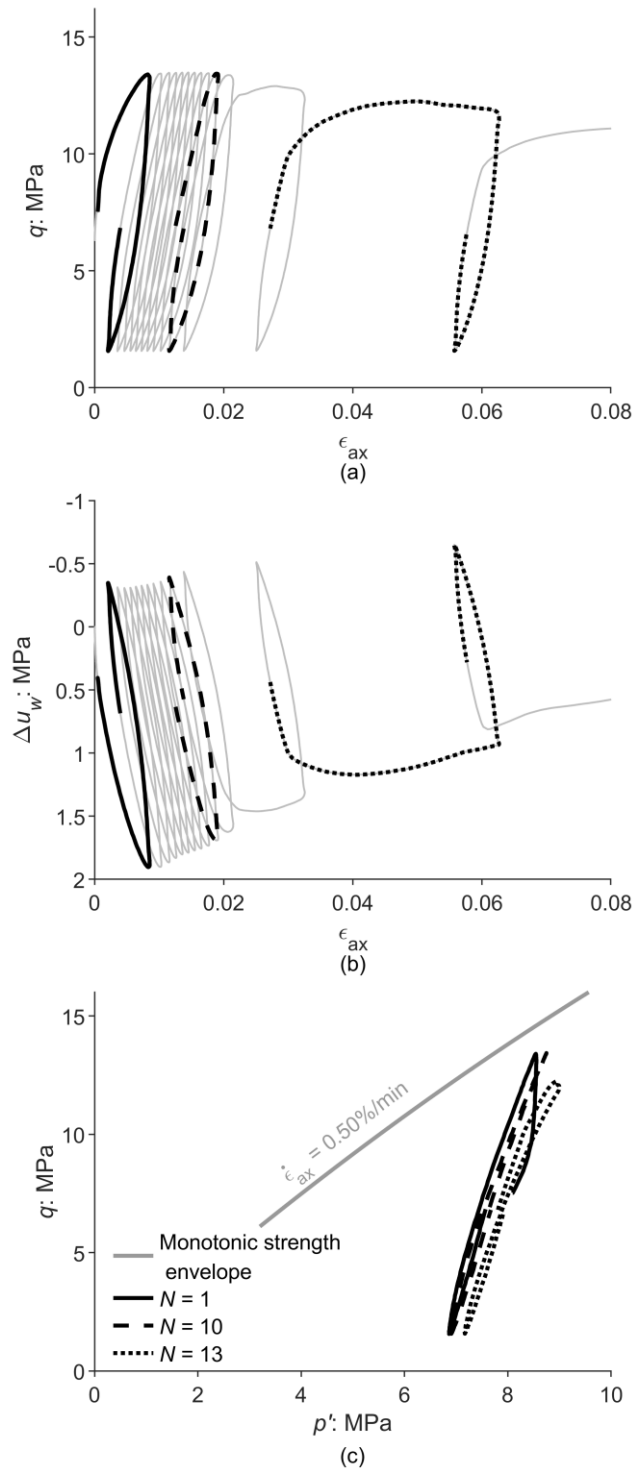 15
10
5
0
q: MPa
0
0.02
0.04
0.06
0.08
ϵax
(a)
-1
-0.5
0
0.5
1
1.5
2
Δuw: MPa
0
0.02
0.04
0.06
0.08
ϵax
(b)
15
10
5
0
q: MPa
ϵ̇ax = 0.50%/min
Monotonic strength
envelope
N = 1
N = 10
N = 13
0
2
4
6
8
10
p′: MPa
(c)